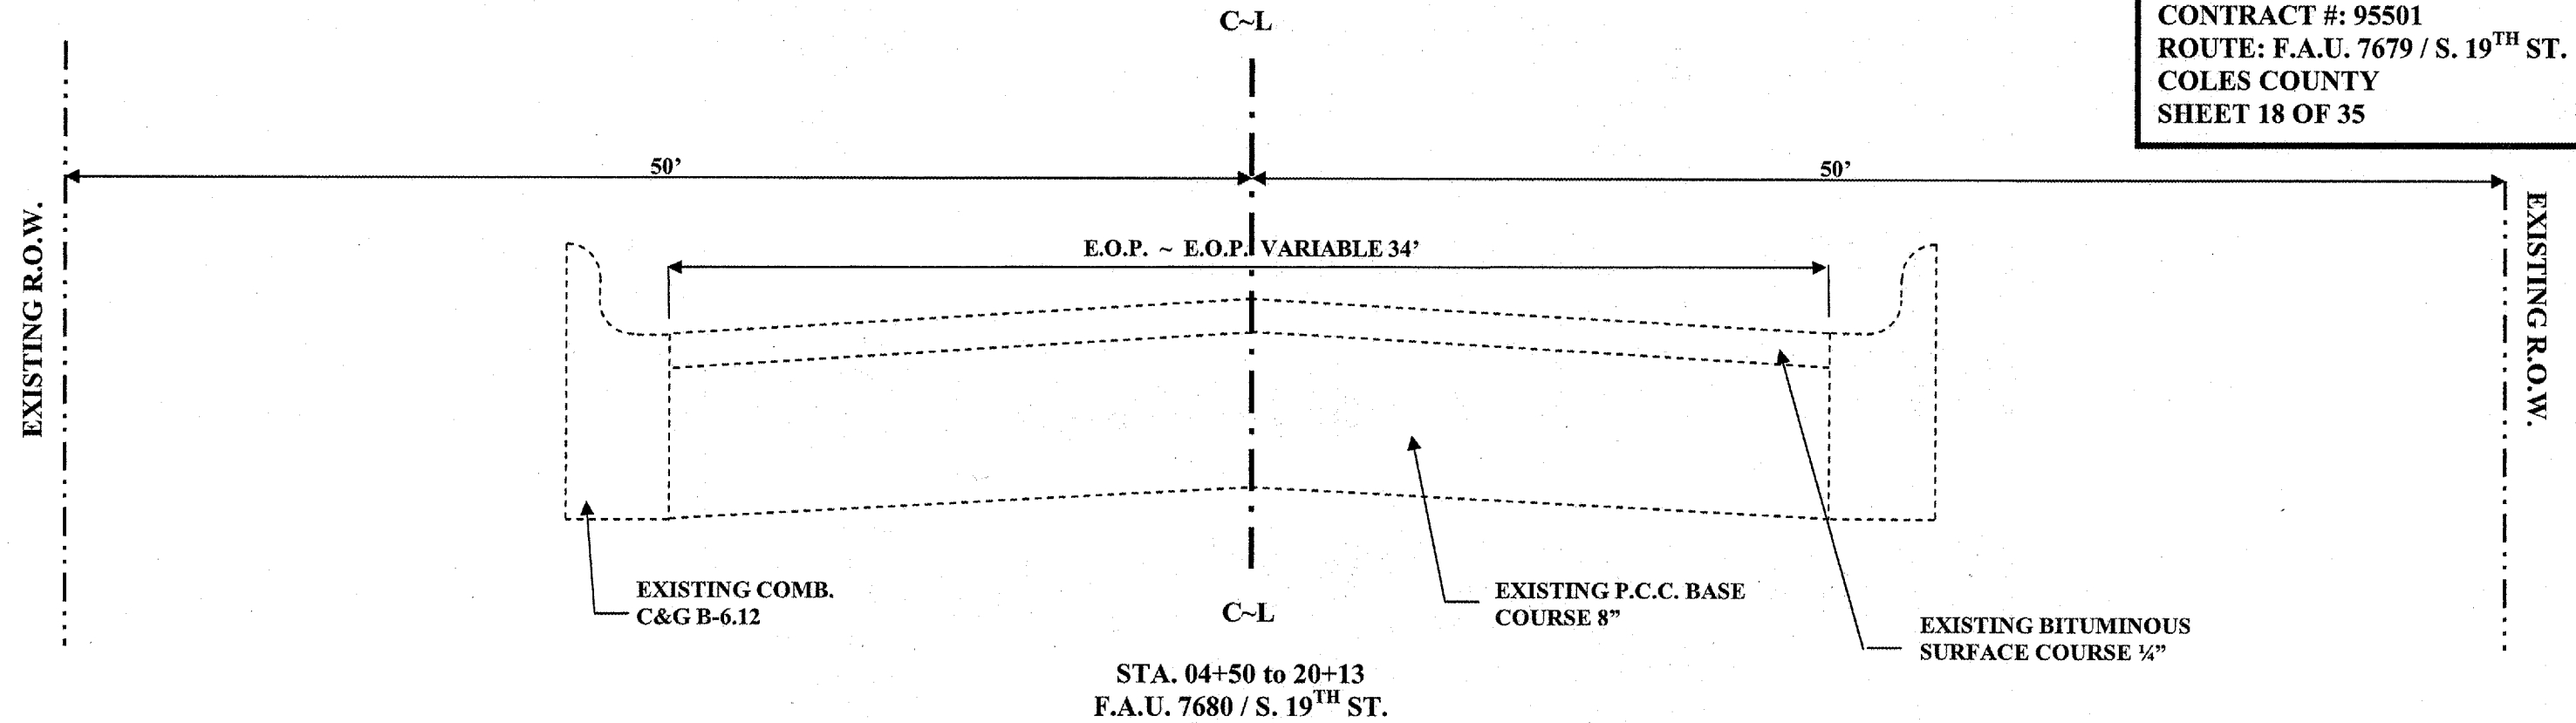 C~L
CONTRACT #: 95501
ROUTE: F.A.U. 7679 / S. 19TH ST.
COLES COUNTY
SHEET 18 OF 35
50’
50’
EXISTING R.O.W.
EXISTING R.O.W.
E.O.P. ~ E.O.P. VARIABLE 34’
EXISTING COMB.
C&G B-6.12
C~L
EXISTING P.C.C. BASE
COURSE 8”
EXISTING BITUMINOUS
SURFACE COURSE ¼”
STA. 04+50 to 20+13
F.A.U. 7680 / S. 19TH ST.